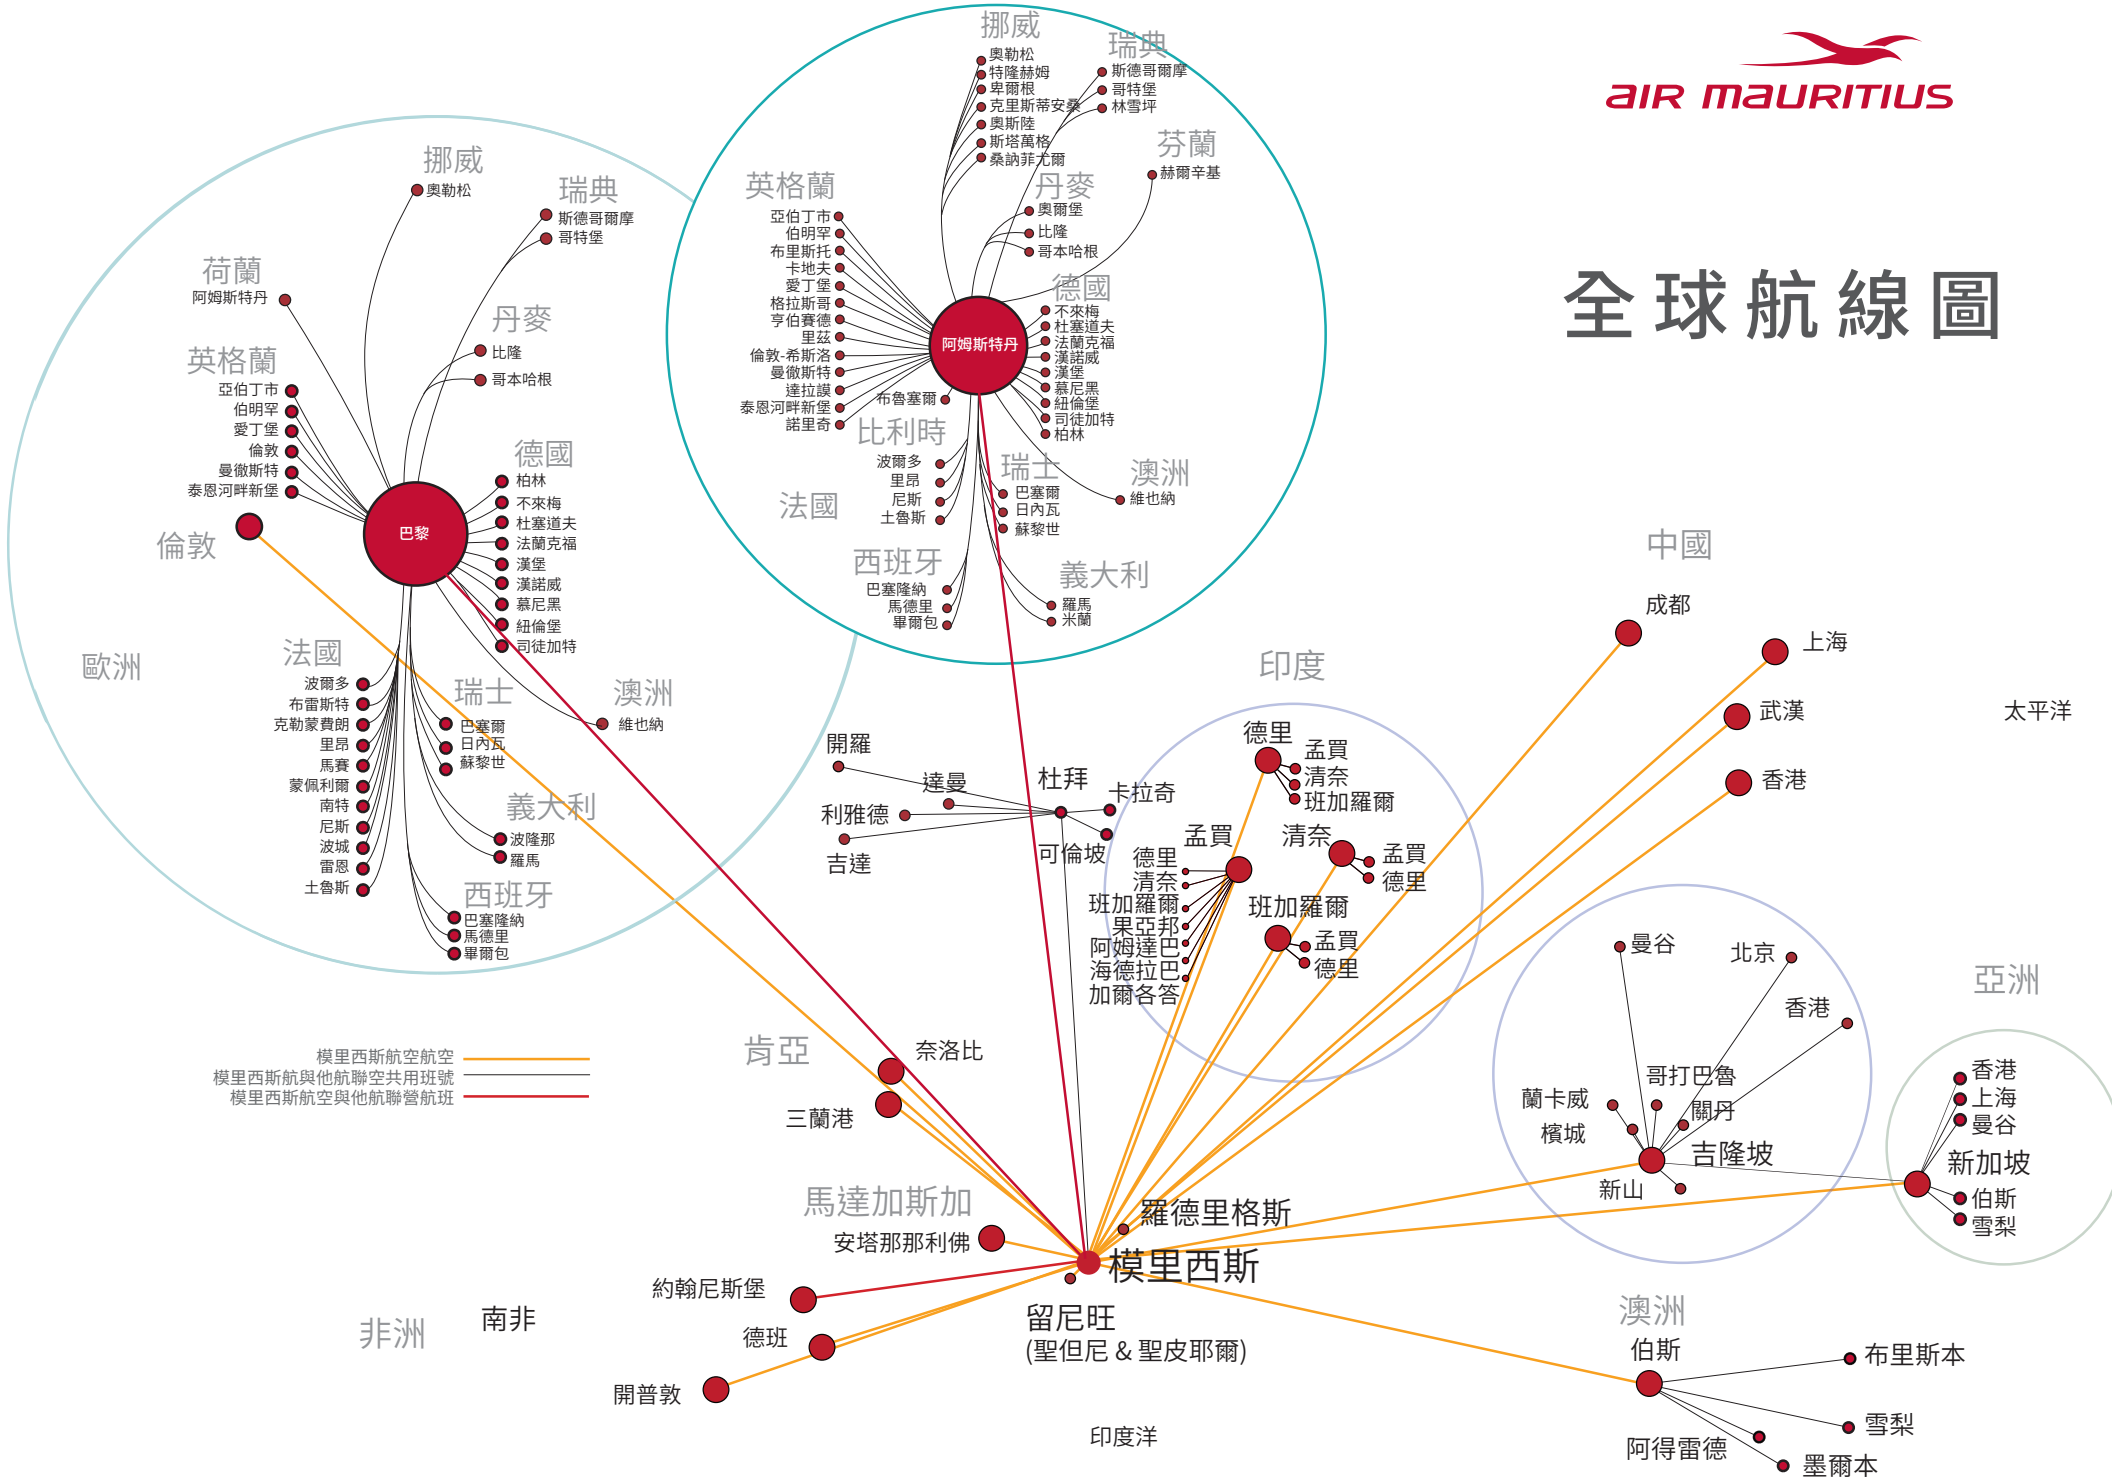 AIR MAURITIUS
全球航線圖
挪威
奧勒松
特隆赫姆
卑爾根
克里斯蒂安桑
奧斯陸
斯塔萬格
桑訥菲尤爾
瑞典
斯德哥爾摩
哥特堡
林雪坪
芬蘭
赫爾辛基
丹麥
奧爾堡
比隆
哥本哈根
英格蘭
亞伯丁市
伯明罕
布里斯托
卡地夫
愛丁堡
格拉斯哥
亨伯賽德
里茲
倫敦-希斯洛
曼徹斯特
達拉謨
泰恩河畔新堡
諾里奇
阿姆斯特丹
德國
不來梅
杜塞道夫
法蘭克福
漢諾威
漢堡
慕尼黑
紐倫堡
司徒加特
柏林
布魯塞爾
比利時
法國
波爾多
里昂
尼斯
土魯斯
瑞士
巴塞爾
日內瓦
蘇黎世
澳洲
維也納
西班牙
巴塞隆納
馬德里
畢爾包
義大利
羅馬
米蘭
挪威
奧勒松
瑞典
斯德哥爾摩
哥特堡
荷蘭
阿姆斯特丹
丹麥
比隆
哥本哈根
英格蘭
亞伯丁市
伯明罕
愛丁堡
倫敦
曼徹斯特
泰恩河畔新堡
倫敦
巴黎
德國
柏林
不來梅
杜塞道夫
法蘭克福
漢堡
漢諾威
慕尼黑
紐倫堡
司徒加特
歐洲
法國
波爾多
布雷斯特
克勒蒙費朗
里昂
馬賽
蒙佩利爾
南特
尼斯
波城
雷恩
土魯斯
瑞士
巴塞爾
日內瓦
蘇黎世
澳洲
維也納
義大利
波隆那
羅馬
西班牙
巴塞隆納
馬德里
畢爾包
模里西斯航空航空
模里西斯航與他航聯空共用班號
模里西斯航空與他航聯營航班
開羅
達曼
利雅德
吉達
杜拜
卡拉奇
可倫坡
印度
德里
孟買
清奈
班加羅爾
孟買
德里
清奈
班加羅爾
果亞邦
阿姆達巴
海德拉巴
加爾各答
清奈
孟買
德里
班加羅爾
孟買
德里
中國
成都
上海
武漢
香港
太平洋
曼谷
北京
香港
哥打巴魯
蘭卡威
關丹
檳城
吉隆坡
新山
亞洲
香港
上海
曼谷
新加坡
伯斯
雪梨
肯亞
奈洛比
三蘭港
馬達加斯加
安塔那那利佛
羅德里格斯
模里西斯
留尼旺
(聖但尼 & 聖皮耶爾)
約翰尼斯堡
德班
開普敦
南非
非洲
印度洋
澳洲
伯斯
布里斯本
雪梨
阿得雷德
墨爾本